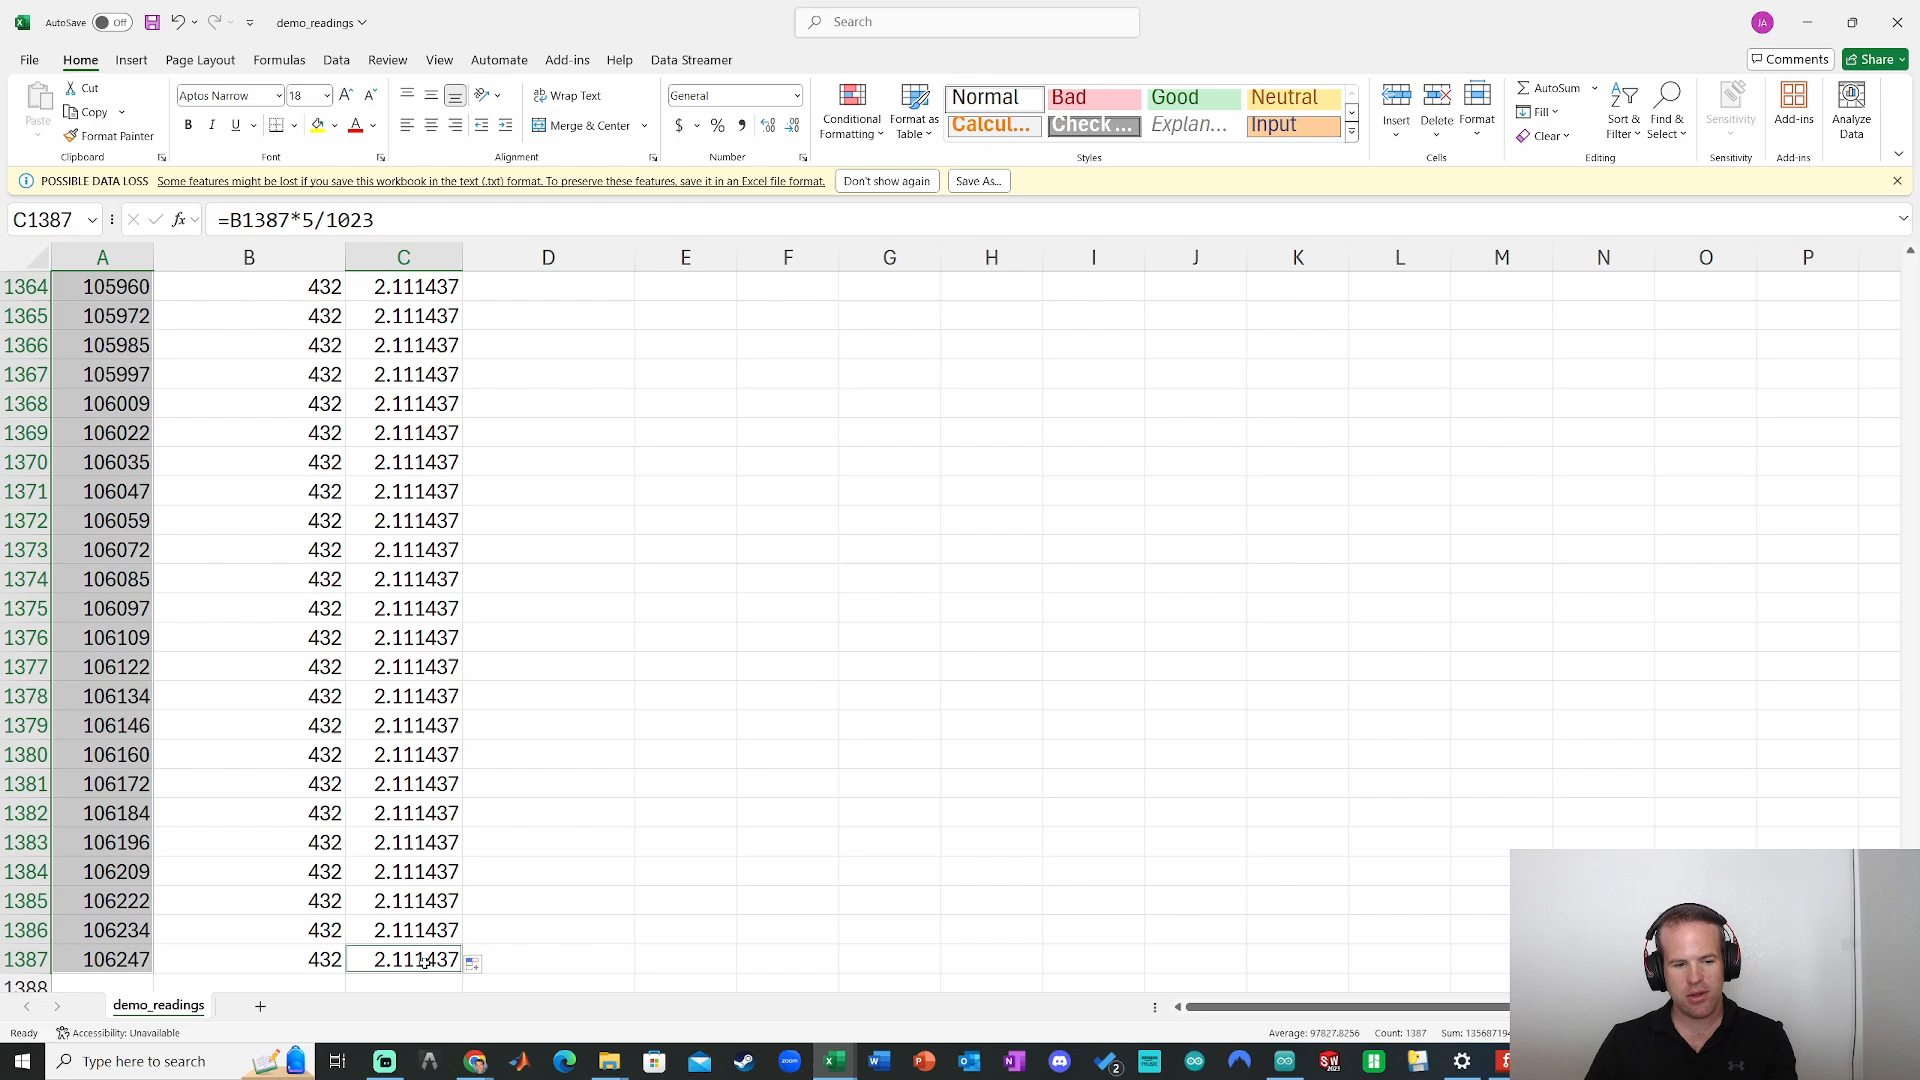 AutoSave Off demo_readings Search JA
File Home Insert Page Layout Formulas Data Review View Automate Add-ins Help Data Streamer Comments Share
Paste Cut Copy Format Painter Clipboard
Aptos Narrow 18 B I U A Font
Wrap Text Merge & Center Alignment
General $ % Number
Conditional Formatting Format as Table Normal Bad Good Neutral Calcul... Check ... Explan... Input Styles
Insert Delete Format Cells
AutoSum Fill Clear Sort & Filter Find & Select Editing
Sensitivity Sensitivity Add-ins Add-ins Analyze Data
POSSIBLE DATA LOSS Some features might be lost if you save this workbook in the text (.txt) format. To preserve these features, save it in an Excel file format. Don't show again Save As...
C1387 fx =B1387*5/1023
A B C D E F G H I J K L M N O P
1364 105960 432 2.111437
1365 105972 432 2.111437
1366 105985 432 2.111437
1367 105997 432 2.111437
1368 106009 432 2.111437
1369 106022 432 2.111437
1370 106035 432 2.111437
1371 106047 432 2.111437
1372 106059 432 2.111437
1373 106072 432 2.111437
1374 106085 432 2.111437
1375 106097 432 2.111437
1376 106109 432 2.111437
1377 106122 432 2.111437
1378 106134 432 2.111437
1379 106146 432 2.111437
1380 106160 432 2.111437
1381 106172 432 2.111437
1382 106184 432 2.111437
1383 106196 432 2.111437
1384 106209 432 2.111437
1385 106222 432 2.111437
1386 106234 432 2.111437
1387 106247 432 2.111437
1388
demo_readings
Ready Accessibility: Unavailable Average: 97827.8256 Count: 1387 Sum: 13568719
Type here to search zoom 2 SW 2023